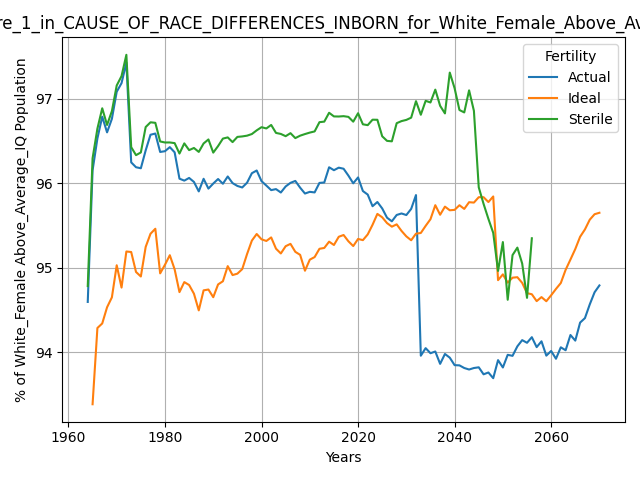 re_1_in_CAUSE_OF_RACE_DIFFERENCES_INBORN_for_White_Female_Above_Av
% of White_Female Above_Average_IQ Population
97
96
95
94
Fertility
Actual
Ideal
Sterile
1960 1980 2000 2020 2040 2060
Years